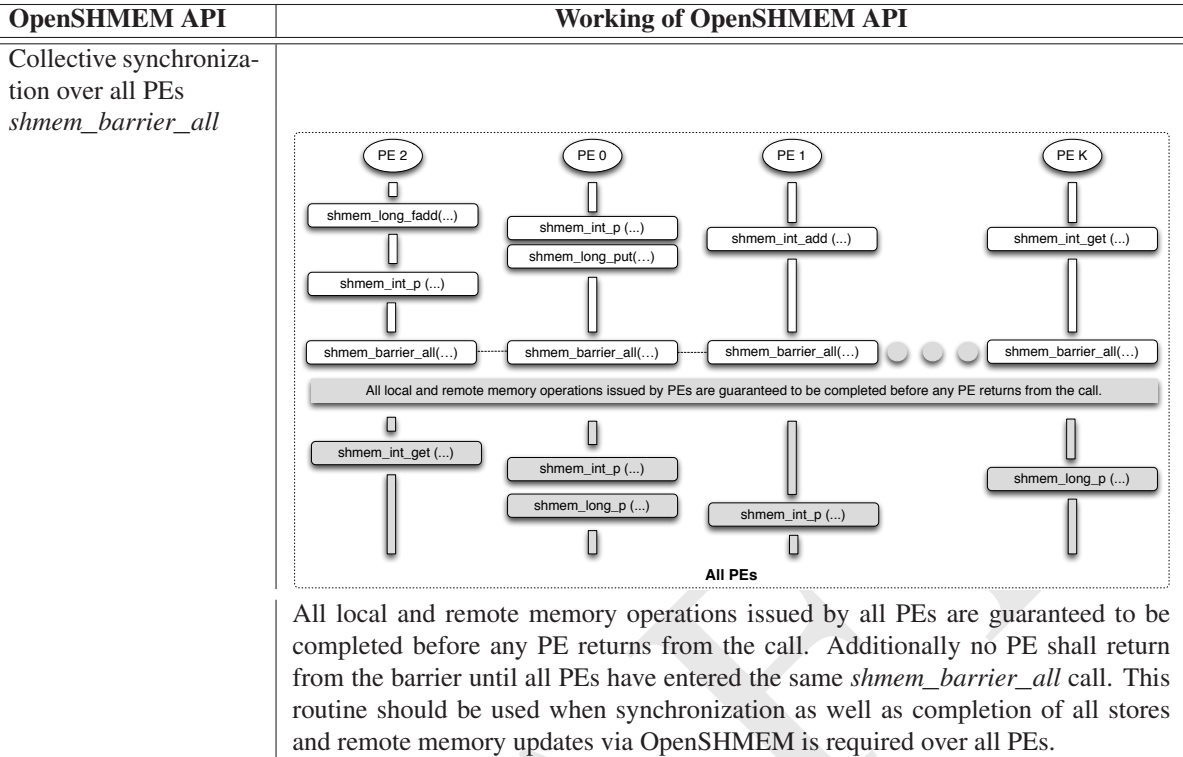 OpenSHMEM API
Working of OpenSHMEM API
Collective synchroniza-
tion over all PEs
shmem_barrier_all
PE 2
PE 0
PE 1
PE K
shmem_long_fadd(...)
shmem_int_p (...)
shmem_int_add (...)
shmem_int_get (...)
shmem_long_put(...)
shmem_int_p (...)
shmem_barrier_all(...)
shmem_barrier_all(...)
shmem_barrier_all(...)
shmem_barrier_all(...)
All local and remote memory operations issued by PEs are guaranteed to be completed before any PE returns from the call.
shmem_int_get (...)
shmem_int_p (...)
shmem_long_p (...)
shmem_long_p (...)
shmem_int_p (...)
All PEs
All local and remote memory operations issued by all PEs are guaranteed to be
completed before any PE returns from the call. Additionally no PE shall return
from the barrier until all PEs have entered the same shmem_barrier_all call. This
routine should be used when synchronization as well as completion of all stores
and remote memory updates via OpenSHMEM is required over all PEs.